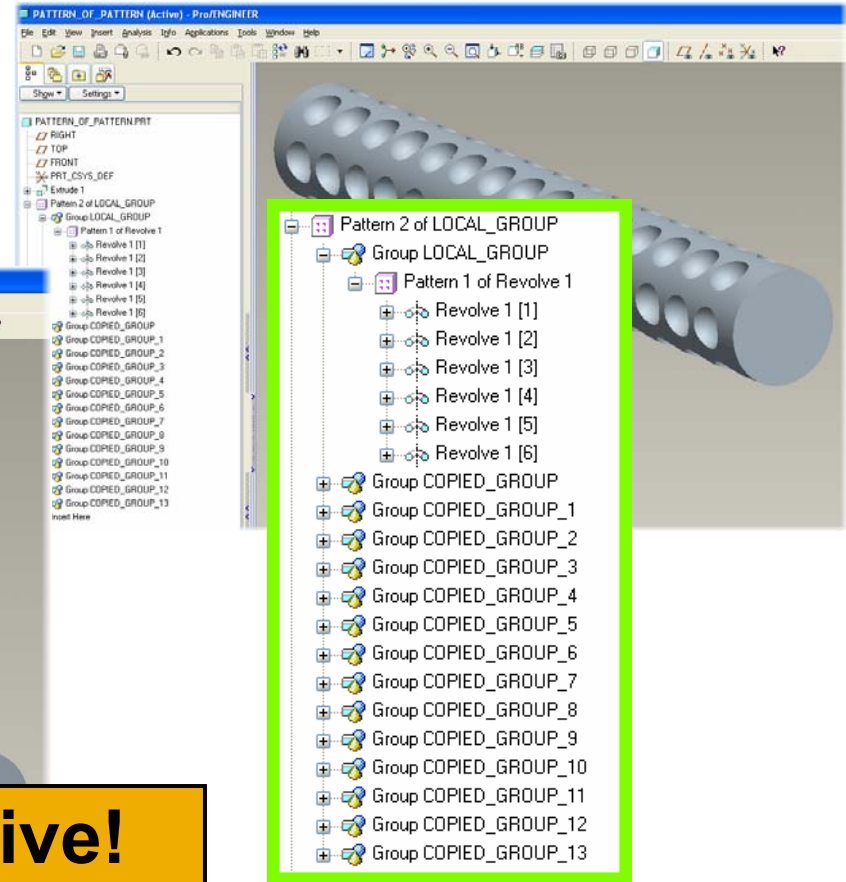 PATTERN_OF_PATTERN (Active) - Pro/ENGINEER
File Edit View Insert Analysis Info Applications Tools Window Help
Show Settings
PATTERN_OF_PATTERN.PRT
RIGHT
TOP
FRONT
PRT_CSYS_DEF
Extrude 1
Pattern 2 of LOCAL_GROUP
Group LOCAL_GROUP
Pattern 1 of Revolve 1
Revolve 1 [1]
Revolve 1 [2]
Revolve 1 [3]
Revolve 1 [4]
Revolve 1 [5]
Revolve 1 [6]
Group COPIED_GROUP
Group COPIED_GROUP_1
Group COPIED_GROUP_2
Group COPIED_GROUP_3
Group COPIED_GROUP_4
Group COPIED_GROUP_5
Group COPIED_GROUP_6
Group COPIED_GROUP_7
Group COPIED_GROUP_8
Group COPIED_GROUP_9
Group COPIED_GROUP_10
Group COPIED_GROUP_11
Group COPIED_GROUP_12
Group COPIED_GROUP_13
Insert Here
Pattern 2 of LOCAL_GROUP
Group LOCAL_GROUP
Pattern 1 of Revolve 1
Revolve 1 [1]
Revolve 1 [2]
Revolve 1 [3]
Revolve 1 [4]
Revolve 1 [5]
Revolve 1 [6]
Group COPIED_GROUP
Group COPIED_GROUP_1
Group COPIED_GROUP_2
Group COPIED_GROUP_3
Group COPIED_GROUP_4
Group COPIED_GROUP_5
Group COPIED_GROUP_6
Group COPIED_GROUP_7
Group COPIED_GROUP_8
Group COPIED_GROUP_9
Group COPIED_GROUP_10
Group COPIED_GROUP_11
Group COPIED_GROUP_12
Group COPIED_GROUP_13
ive!